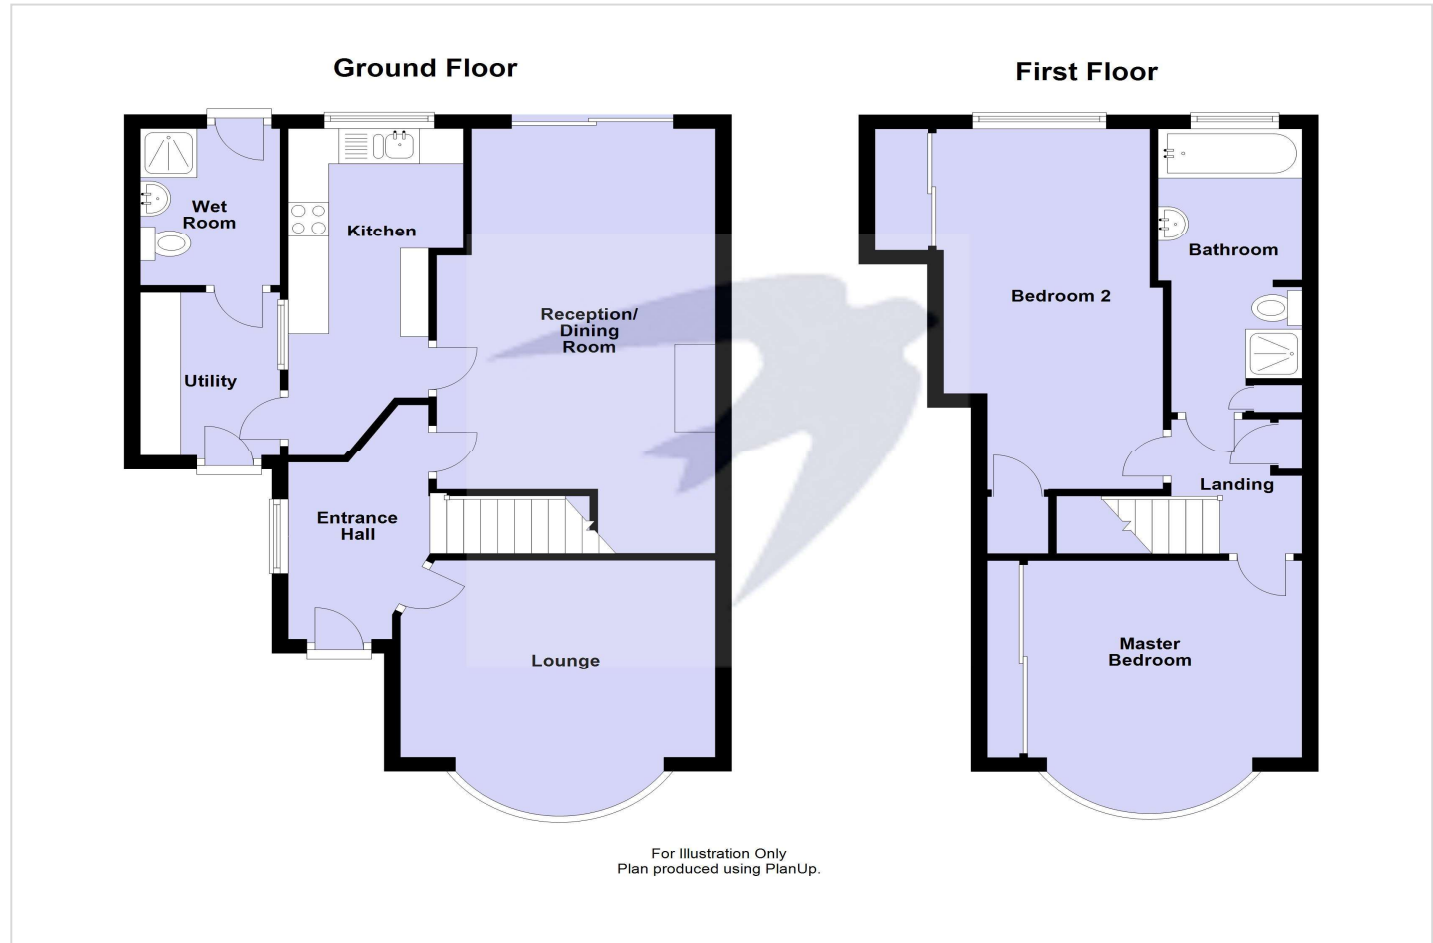 Ground Floor
First Floor
Wet
Room
Kitchen
Reception/
Dining
Room
Utility
Entrance
Hall
Lounge
Bedroom 2
Bathroom
Landing
Master
Bedroom
For Illustration Only
Plan produced using PlanUp.